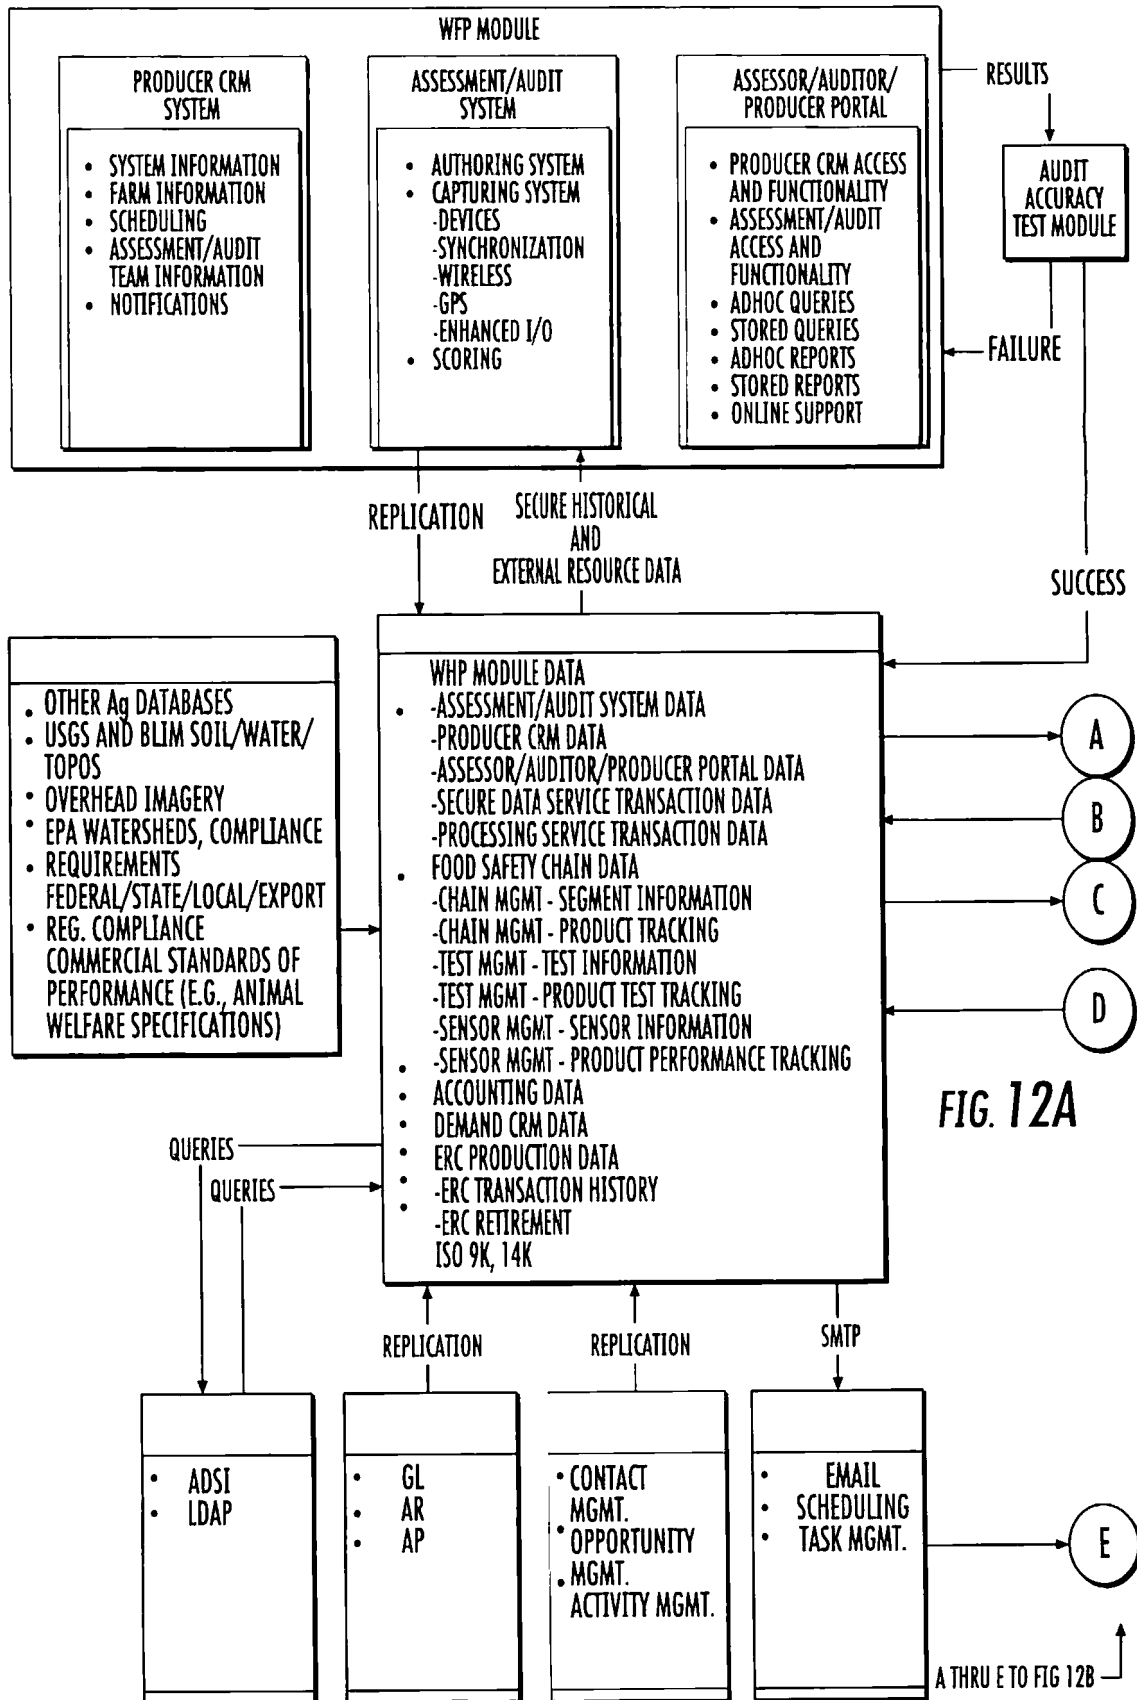 WFP MODULE
PRODUCER CRM
SYSTEM
• SYSTEM INFORMATION
• FARM INFORMATION
• SCHEDULING
• ASSESSMENT/AUDIT
TEAM INFORMATION
• NOTIFICATIONS
ASSESSMENT/AUDIT
SYSTEM
• AUTHORING SYSTEM
• CAPTURING SYSTEM
-DEVICES
-SYNCHRONIZATION
-WIRELESS
-GPS
-ENHANCED I/O
• SCORING
ASSESSOR/AUDITOR/
PRODUCER PORTAL
• PRODUCER CRM ACCESS
AND FUNCTIONALITY
• ASSESSMENT/AUDIT
ACCESS AND
FUNCTIONALITY
• ADHOC QUERIES
• STORED QUERIES
• ADHOC REPORTS
• STORED REPORTS
• ONLINE SUPPORT
RESULTS
AUDIT
ACCURACY
TEST MODULE
FAILURE
SUCCESS
REPLICATION
SECURE HISTORICAL
AND
EXTERNAL RESOURCE DATA
• OTHER Ag DATABASES
• USGS AND BLIM SOIL/WATER/
TOPOS
• OVERHEAD IMAGERY
• EPA WATERSHEDS, COMPLIANCE
• REQUIREMENTS
FEDERAL/STATE/LOCAL/EXPORT
• REG. COMPLIANCE
COMMERCIAL STANDARDS OF
PERFORMANCE (E.G., ANIMAL
WELFARE SPECIFICATIONS)
WHP MODULE DATA
• -ASSESSMENT/AUDIT SYSTEM DATA
-PRODUCER CRM DATA
-ASSESSOR/AUDITOR/PRODUCER PORTAL DATA
-SECURE DATA SERVICE TRANSACTION DATA
-PROCESSING SERVICE TRANSACTION DATA
• FOOD SAFETY CHAIN DATA
-CHAIN MGMT - SEGMENT INFORMATION
-CHAIN MGMT - PRODUCT TRACKING
-TEST MGMT - TEST INFORMATION
-TEST MGMT - PRODUCT TEST TRACKING
-SENSOR MGMT - SENSOR INFORMATION
• -SENSOR MGMT - PRODUCT PERFORMANCE TRACKING
• ACCOUNTING DATA
• DEMAND CRM DATA
• ERC PRODUCTION DATA
• -ERC TRANSACTION HISTORY
• -ERC RETIREMENT
ISO 9K, 14K
A
B
C
D
FIG. 12A
QUERIES
QUERIES
REPLICATION
REPLICATION
SMTP
• ADSI
• LDAP
• GL
• AR
• AP
• CONTACT
MGMT.
• OPPORTUNITY
• MGMT.
ACTIVITY MGMT.
• EMAIL
• SCHEDULING
• TASK MGMT.
E
A THRU E TO FIG 12B